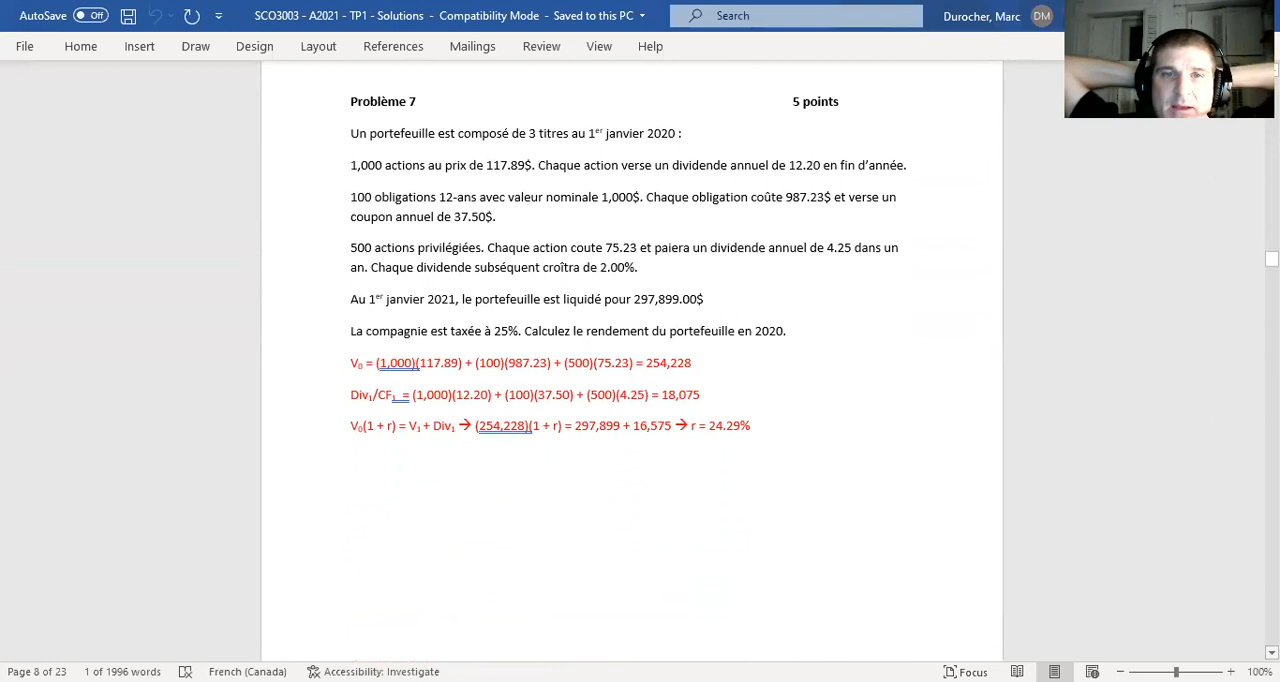 AutoSave Off SCO3003 - A2021 - TP1 - Solutions - Compatibility Mode - Saved to this PC Search Durocher, Marc DM
File Home Insert Draw Design Layout References Mailings Review View Help
Problème 7 5 points
Un portefeuille est composé de 3 titres au 1er janvier 2020 :
1,000 actions au prix de 117.89$. Chaque action verse un dividende annuel de 12.20 en fin d’année.
100 obligations 12-ans avec valeur nominale 1,000$. Chaque obligation coûte 987.23$ et verse un
coupon annuel de 37.50$.
500 actions privilégiées. Chaque action coute 75.23 et paiera un dividende annuel de 4.25 dans un
an. Chaque dividende subséquent croîtra de 2.00%.
Au 1er janvier 2021, le portefeuille est liquidé pour 297,899.00$
La compagnie est taxée à 25%. Calculez le rendement du portefeuille en 2020.
V₀ = (1,000)(117.89) + (100)(987.23) + (500)(75.23) = 254,228
Div₁/CF₁ = (1,000)(12.20) + (100)(37.50) + (500)(4.25) = 18,075
V₀(1 + r) = V₁ + Div₁ → (254,228)(1 + r) = 297,899 + 16,575 → r = 24.29%
Page 8 of 23 1 of 1996 words French (Canada) Accessibility: Investigate Focus 100%